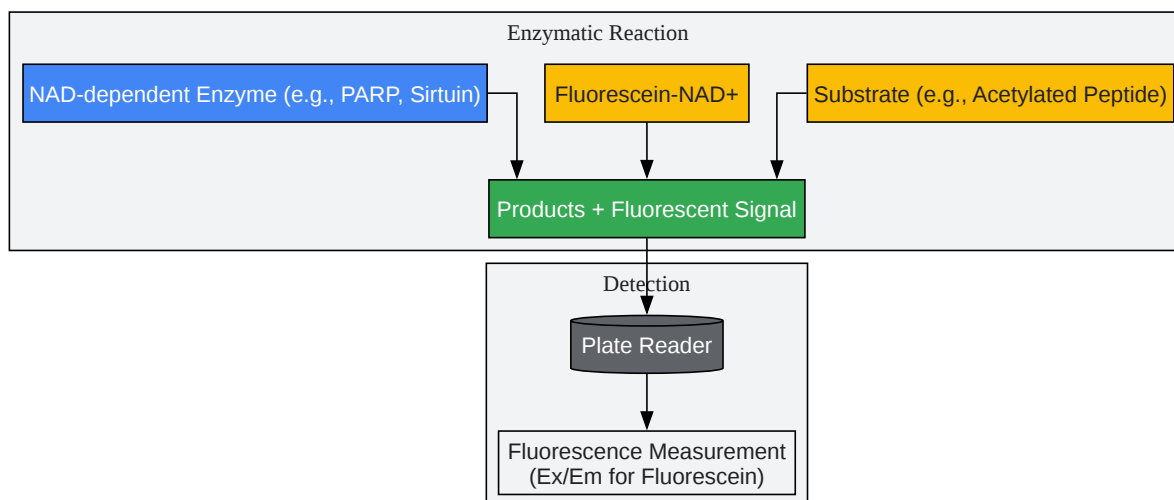 Enzymatic Reaction
NAD-dependent Enzyme (e.g., PARP, Sirtuin)
Fluorescein-NAD+
Substrate (e.g., Acetylated Peptide)
Products + Fluorescent Signal
Detection
Plate Reader
Fluorescence Measurement
(Ex/Em for Fluorescein)